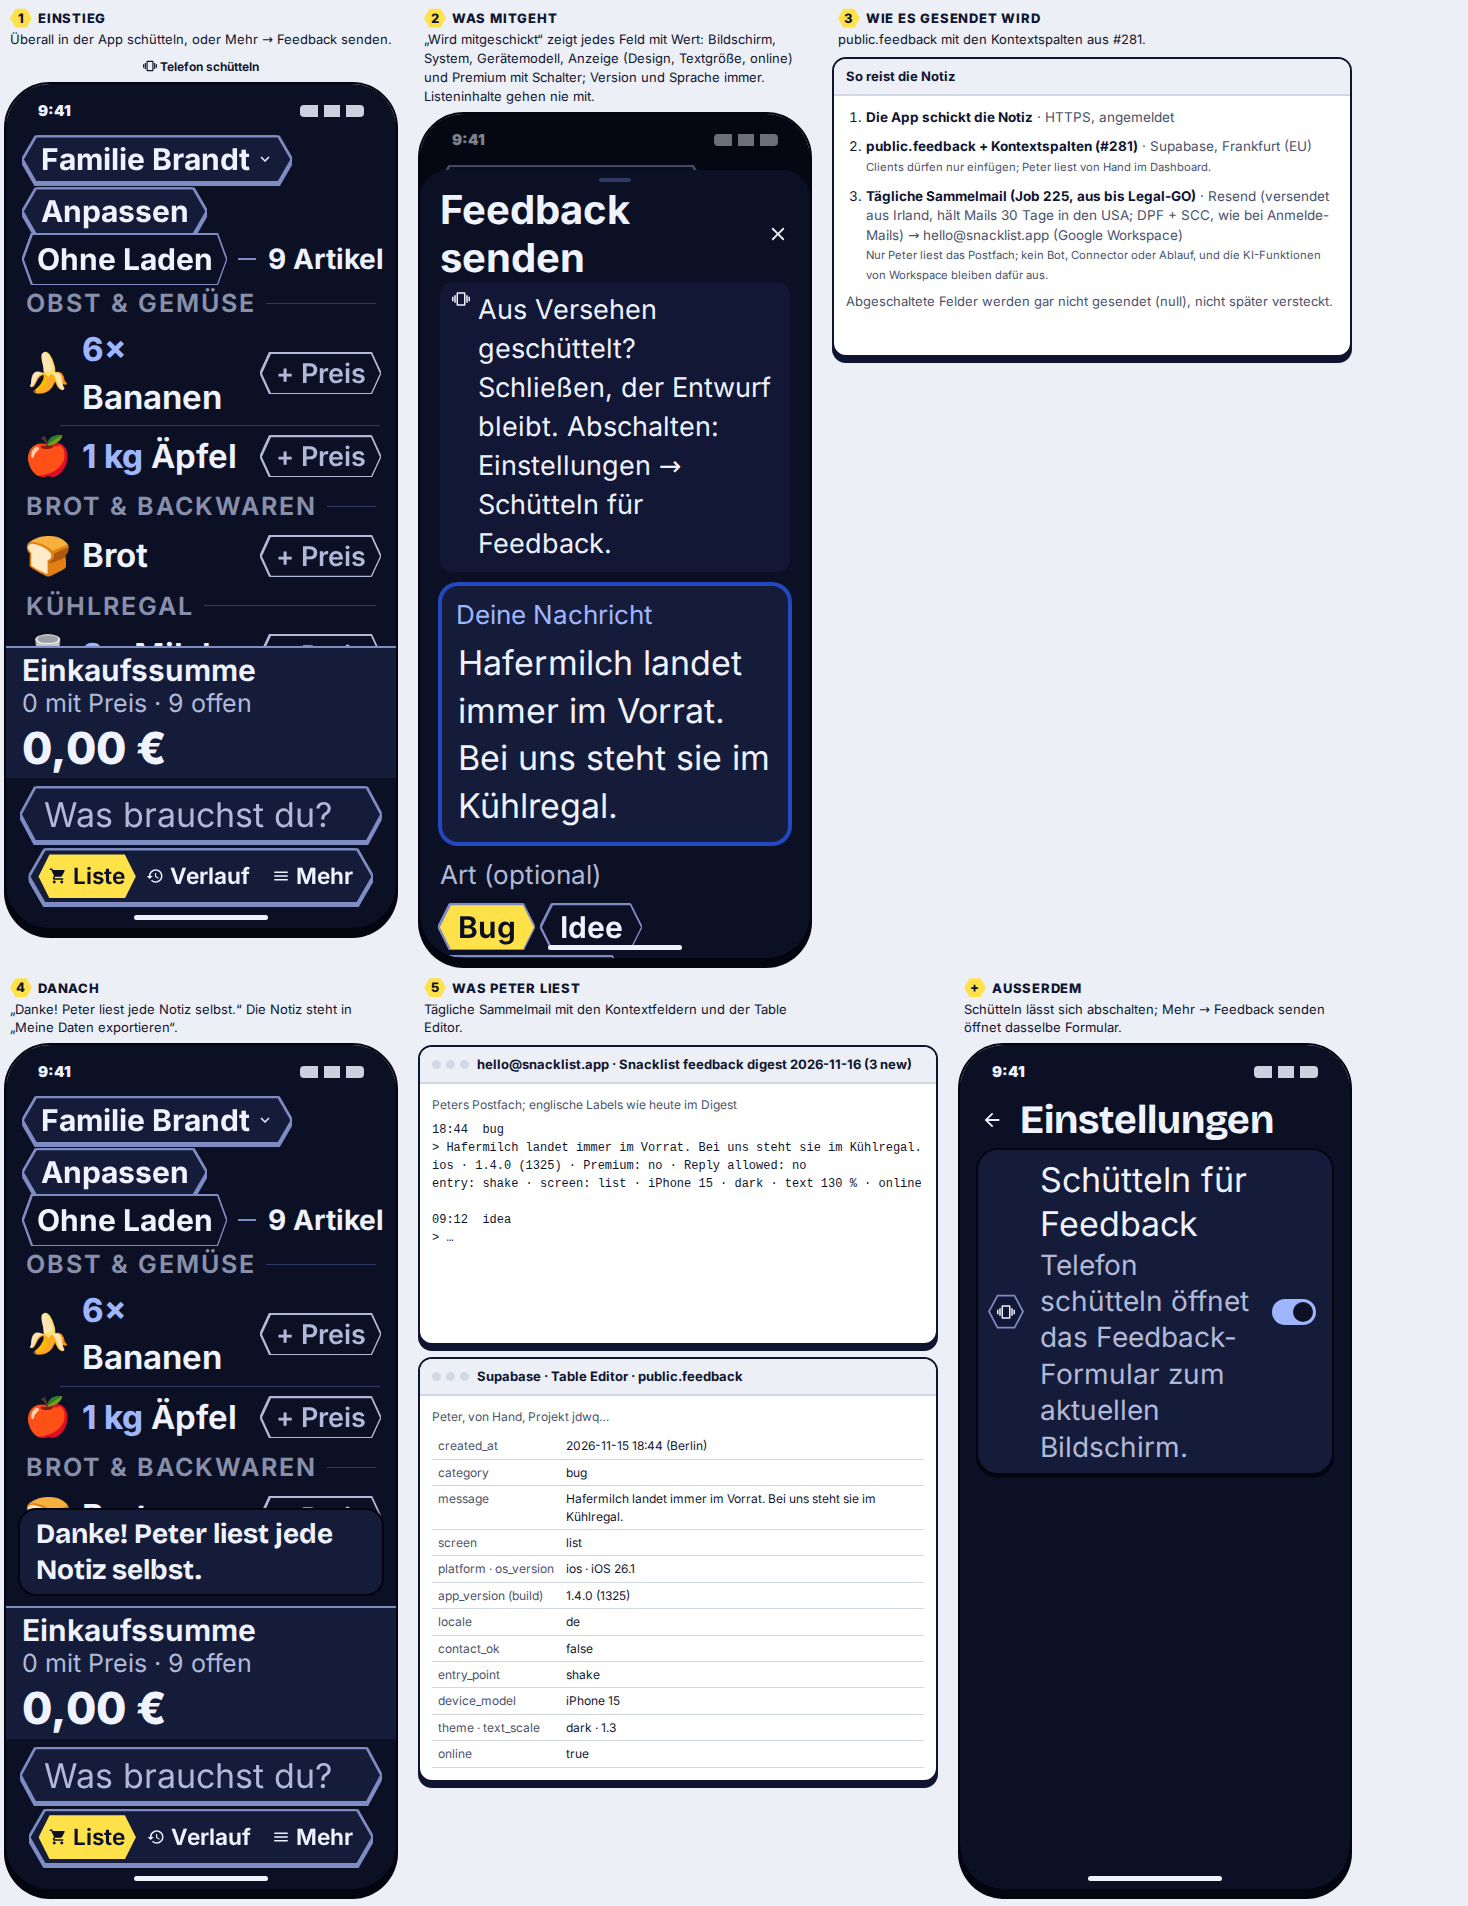 1 EINSTIEG
Überall in der App schütteln, oder Mehr → Feedback senden.
Telefon schütteln
9:41
Familie Brandt
Anpassen
Ohne Laden — 9 Artikel
OBST & GEMÜSE
6×
Bananen
+ Preis
1 kg Äpfel
+ Preis
BROT & BACKWAREN
Brot
+ Preis
KÜHLREGAL
Einkaufssumme
0 mit Preis · 9 offen
0,00 €
Was brauchst du?
Liste Verlauf Mehr
2 WAS MITGEHT
„Wird mitgeschickt“ zeigt jedes Feld mit Wert: Bildschirm,
System, Gerätemodell, Anzeige (Design, Textgröße, online)
und Premium mit Schalter; Version und Sprache immer.
Listeninhalte gehen nie mit.
9:41
Feedback
senden
Aus Versehen
geschüttelt?
Schließen, der Entwurf
bleibt. Abschalten:
Einstellungen →
Schütteln für
Feedback.
Deine Nachricht
Hafermilch landet
immer im Vorrat.
Bei uns steht sie im
Kühlregal.
Art (optional)
Bug Idee
3 WIE ES GESENDET WIRD
public.feedback mit den Kontextspalten aus #281.
So reist die Notiz
1. Die App schickt die Notiz · HTTPS, angemeldet
2. public.feedback + Kontextspalten (#281) · Supabase, Frankfurt (EU)
Clients dürfen nur einfügen; Peter liest von Hand im Dashboard.
3. Tägliche Sammelmail (Job 225, aus bis Legal-GO) · Resend (versendet
aus Irland, hält Mails 30 Tage in den USA; DPF + SCC, wie bei Anmelde-
Mails) → hello@snacklist.app (Google Workspace)
Nur Peter liest das Postfach; kein Bot, Connector oder Ablauf, und die KI-Funktionen
von Workspace bleiben dafür aus.
Abgeschaltete Felder werden gar nicht gesendet (null), nicht später versteckt.
4 DANACH
„Danke! Peter liest jede Notiz selbst.“ Die Notiz steht in
„Meine Daten exportieren“.
9:41
Familie Brandt
Anpassen
Ohne Laden — 9 Artikel
OBST & GEMÜSE
6×
Bananen
+ Preis
1 kg Äpfel
+ Preis
BROT & BACKWAREN
Danke! Peter liest jede
Notiz selbst.
Einkaufssumme
0 mit Preis · 9 offen
0,00 €
Was brauchst du?
Liste Verlauf Mehr
5 WAS PETER LIEST
Tägliche Sammelmail mit den Kontextfeldern und der Table
Editor.
hello@snacklist.app · Snacklist feedback digest 2026-11-16 (3 new)
Peters Postfach; englische Labels wie heute im Digest
18:44 bug
> Hafermilch landet immer im Vorrat. Bei uns steht sie im Kühlregal.
ios · 1.4.0 (1325) · Premium: no · Reply allowed: no
entry: shake · screen: list · iPhone 15 · dark · text 130 % · online
09:12 idea
> …
Supabase · Table Editor · public.feedback
Peter, von Hand, Projekt jdwq…
created_at 2026-11-15 18:44 (Berlin)
category bug
message Hafermilch landet immer im Vorrat. Bei uns steht sie im
Kühlregal.
screen list
platform · os_version ios · iOS 26.1
app_version (build) 1.4.0 (1325)
locale de
contact_ok false
entry_point shake
device_model iPhone 15
theme · text_scale dark · 1.3
online true
+ AUSSERDEM
Schütteln lässt sich abschalten; Mehr → Feedback senden
öffnet dasselbe Formular.
9:41
← Einstellungen
Schütteln für
Feedback
Telefon
schütteln öffnet
das Feedback-
Formular zum
aktuellen
Bildschirm.